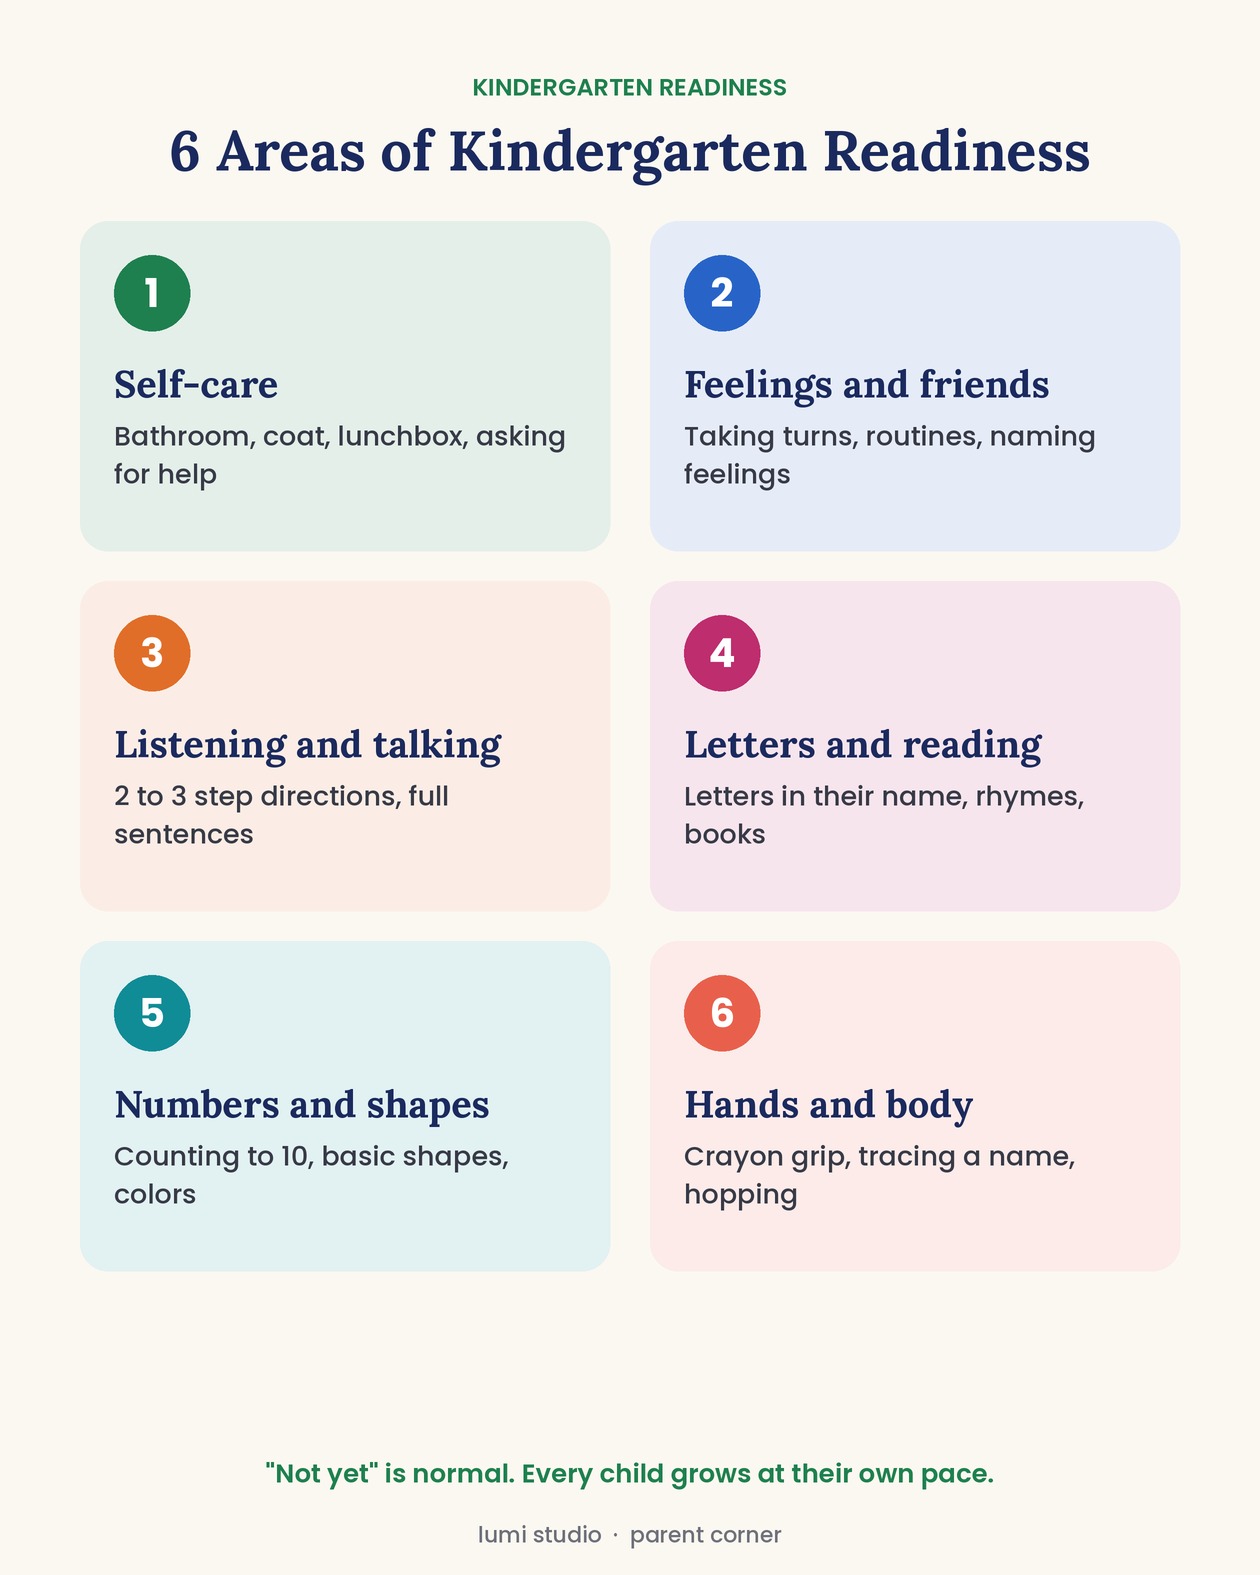 KINDERGARTEN READINESS
6 Areas of Kindergarten Readiness
1
Self-care
Bathroom, coat, lunchbox, asking
for help
2
Feelings and friends
Taking turns, routines, naming
feelings
3
Listening and talking
2 to 3 step directions, full
sentences
4
Letters and reading
Letters in their name, rhymes,
books
5
Numbers and shapes
Counting to 10, basic shapes,
colors
6
Hands and body
Crayon grip, tracing a name,
hopping
"Not yet" is normal. Every child grows at their own pace.
lumi studio · parent corner